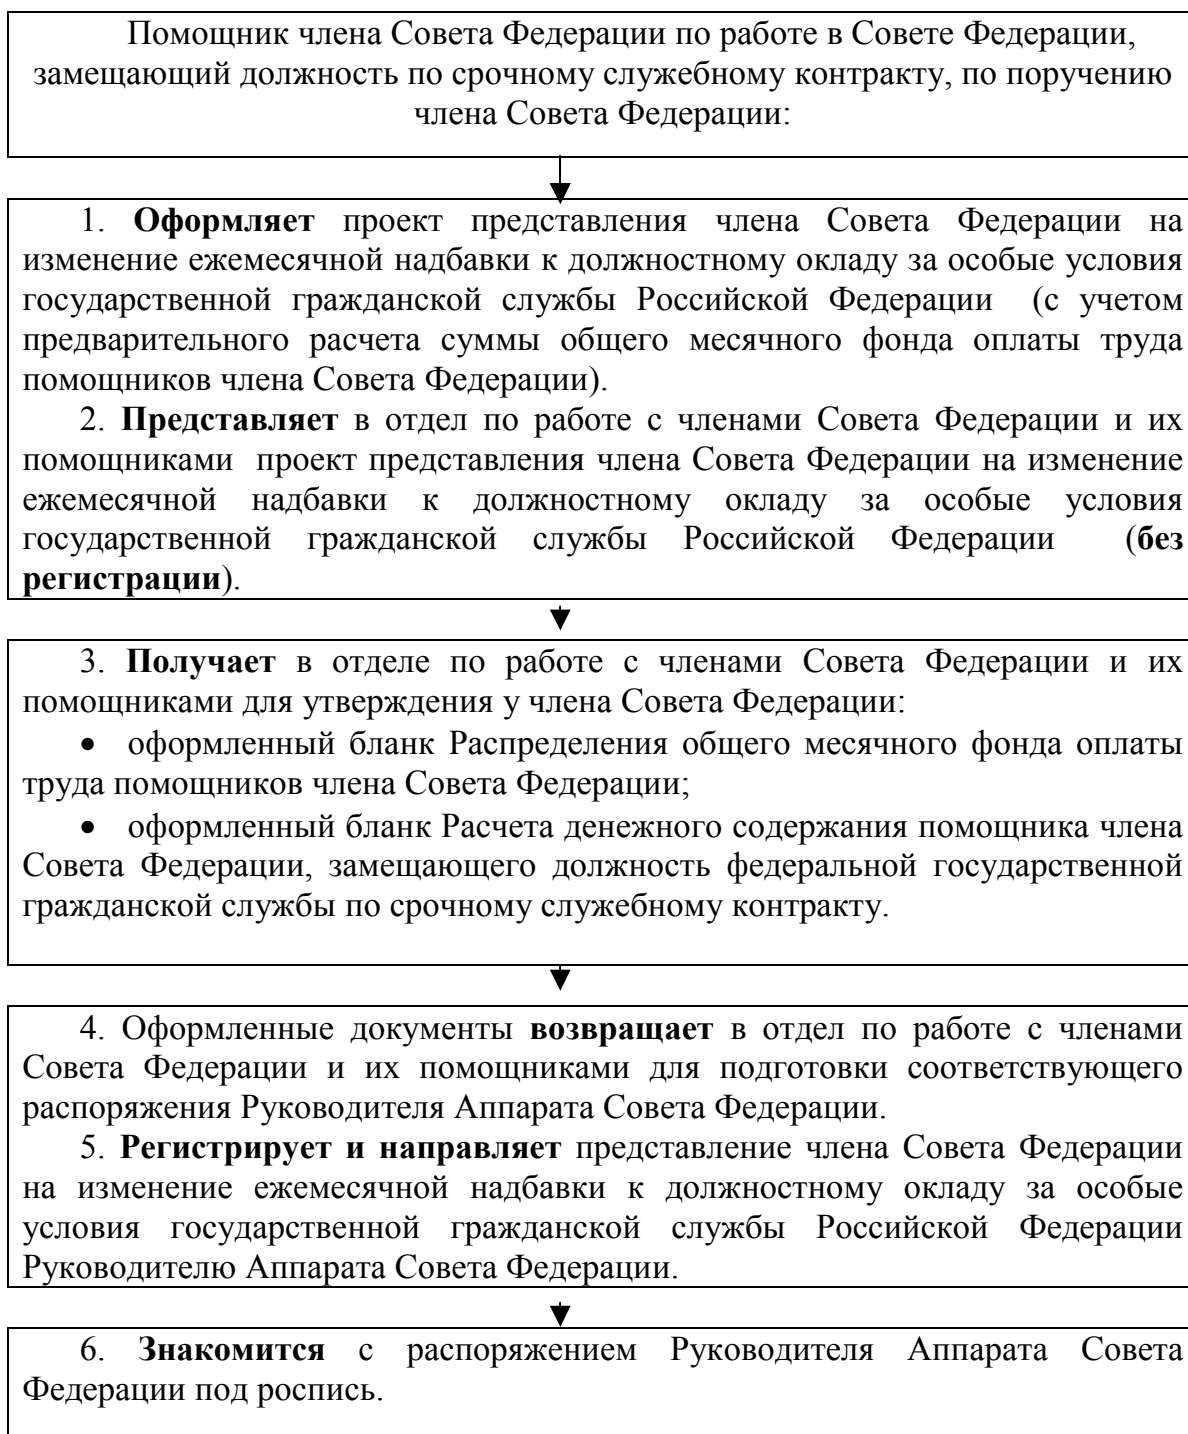 Помощник члена Совета Федерации по работе в Совете Федерации,
замещающий должность по срочному служебному контракту, по поручению
члена Совета Федерации:
1. Оформляет проект представления члена Совета Федерации на
изменение ежемесячной надбавки к должностному окладу за особые условия
государственной гражданской службы Российской Федерации (с учетом
предварительного расчета суммы общего месячного фонда оплаты труда
помощников члена Совета Федерации).
2. Представляет в отдел по работе с членами Совета Федерации и их
помощниками проект представления члена Совета Федерации на изменение
ежемесячной надбавки к должностному окладу за особые условия
государственной гражданской службы Российской Федерации (без
регистрации).
3. Получает в отделе по работе с членами Совета Федерации и их
помощниками для утверждения у члена Совета Федерации:
• оформленный бланк Распределения общего месячного фонда оплаты
труда помощников члена Совета Федерации;
• оформленный бланк Расчета денежного содержания помощника члена
Совета Федерации, замещающего должность федеральной государственной
гражданской службы по срочному служебному контракту.
4. Оформленные документы возвращает в отдел по работе с членами
Совета Федерации и их помощниками для подготовки соответствующего
распоряжения Руководителя Аппарата Совета Федерации.
5. Регистрирует и направляет представление члена Совета Федерации
на изменение ежемесячной надбавки к должностному окладу за особые
условия государственной гражданской службы Российской Федерации
Руководителю Аппарата Совета Федерации.
6. Знакомится с распоряжением Руководителя Аппарата Совета
Федерации под роспись.